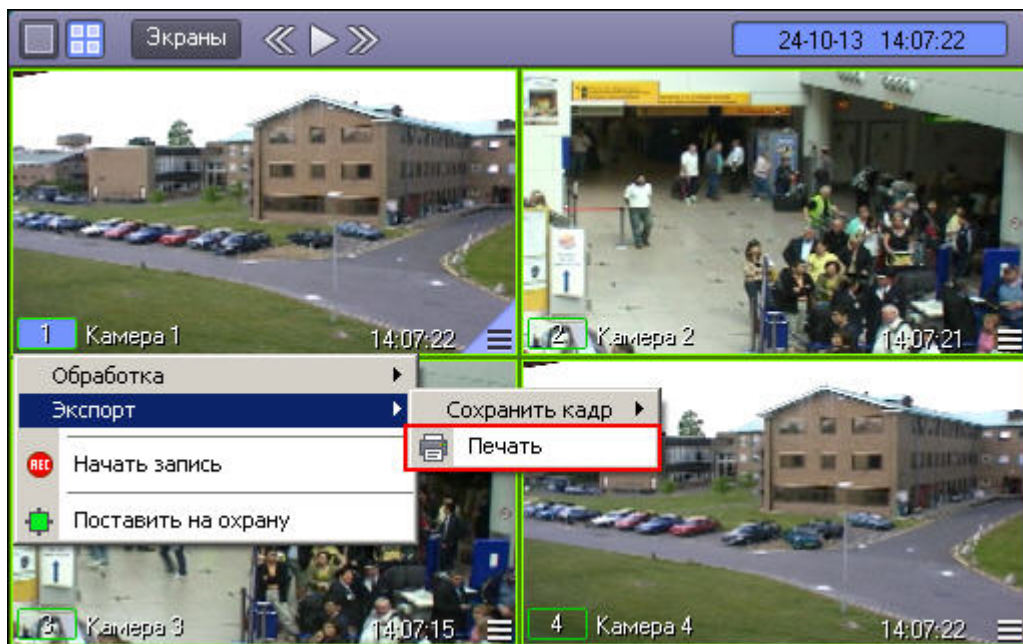 Экраны 24-10-13 14:07:22
1 Камера 1 14:07:22
2 Камера 2 14:07:21
Обработка
Экспорт
Сохранить кадр
Печать
REC Начать запись
Поставить на охрану
3 Камера 3 14:07:15
4 Камера 4 14:07:22